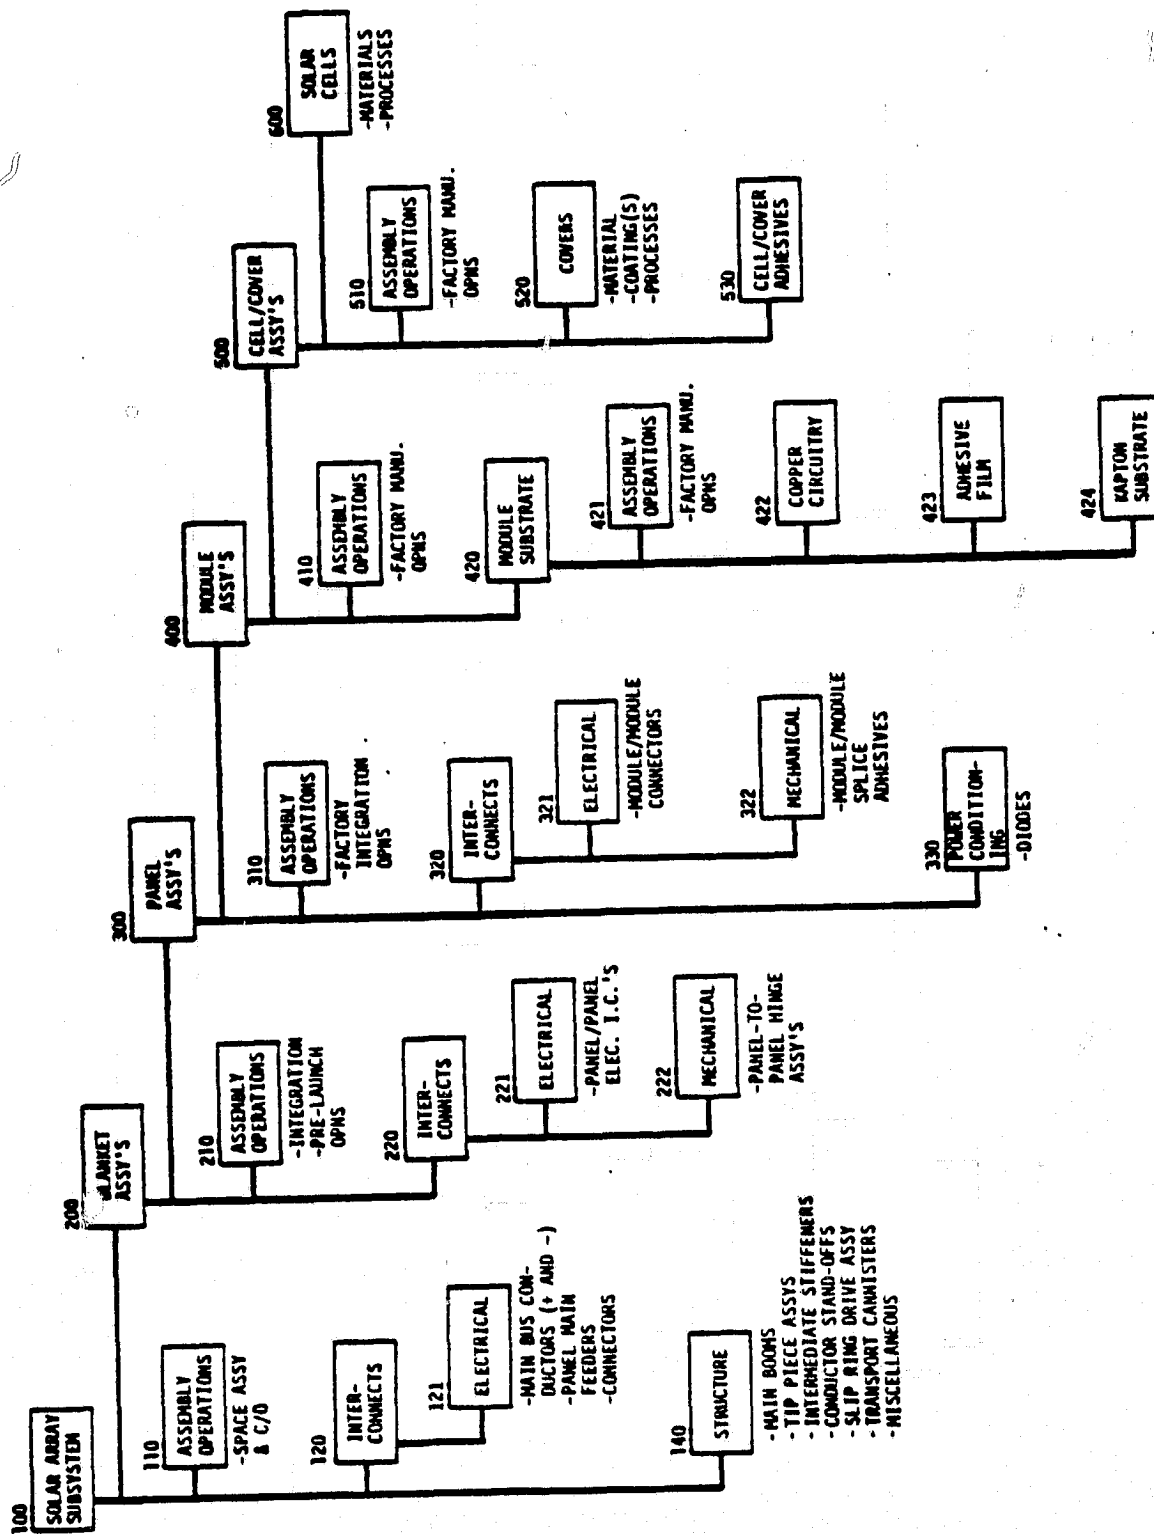 100
SOLAR ARRAY
SUBSYSTEM
110
ASSEMBLY
OPERATIONS
-SPACE ASSY
& C/O
120
INTER-
CONNECTS
121
ELECTRICAL
-MAIN BUS CON-
DUCTORS (+ AND -)
-PANEL MAIN
FEEDERS
-CONNECTORS
140
STRUCTURE
-MAIN BOOMS
-TIP PIECE ASSYS
-INTERMEDIATE STIFFENERS
-CONDUCTOR STAND-OFFS
-SLIP RING DRIVE ASSY
-TRANSPORT CANNISTERS
-MISCELLANEOUS
200
BLANKET
ASSY'S
210
ASSEMBLY
OPERATIONS
-INTEGRATION
-PRE-LAUNCH
OPNS
220
INTER-
CONNECTS
221
ELECTRICAL
-PANEL/PANEL
ELEC. I.C.'S
222
MECHANICAL
-PANEL-TO-
PANEL HINGE
ASSY'S
300
PANEL
ASSY'S
310
ASSEMBLY
OPERATIONS
-FACTORY
INTEGRATION
OPNS
320
INTER-
CONNECTS
321
ELECTRICAL
-MODULE/MODULE
CONNECTORS
322
MECHANICAL
-MODULE/MODULE
SPLICE
ADHESIVES
330
POWER
CONDITION-
ING
-DIODES
400
MODULE
ASSY'S
410
ASSEMBLY
OPERATIONS
-FACTORY MANU.
OPNS
420
MODULE
SUBSTRATE
421
ASSEMBLY
OPERATIONS
-FACTORY MANU.
OPNS
422
COPPER
CIRCUITRY
423
ADHESIVE
FILM
424
KAPTON
SUBSTRATE
500
CELL/COVER
ASSY'S
510
ASSEMBLY
OPERATIONS
-FACTORY MANU.
OPNS
520
COVERS
-MATERIAL
-COATING(S)
-PROCESSES
530
CELL/COVER
ADHESIVES
600
SOLAR
CELLS
-MATERIALS
-PROCESSES